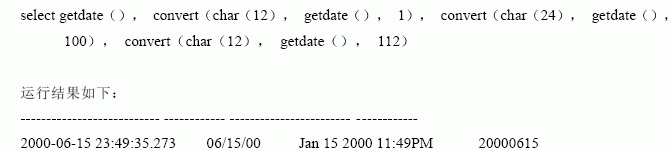 select getdate（）， convert（char（12）， getdate（）， 1）， convert（char（24）， getdate（），
100）， convert（char（12）， getdate（）， 112）
运行结果如下：
--------------------------- ------------ ------------------------ ------------
2000-06-15 23:49:35.273 06/15/00 Jan 15 2000 11:49PM 20000615